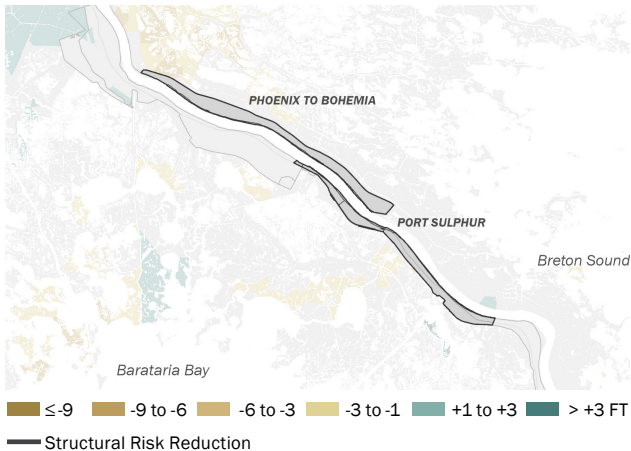 PHOENIX TO BOHEMIA
PORT SULPHUR
Breton Sound
Barataria Bay
≤ -9 -9 to -6 -6 to -3 -3 to -1 +1 to +3 > +3 FT
Structural Risk Reduction